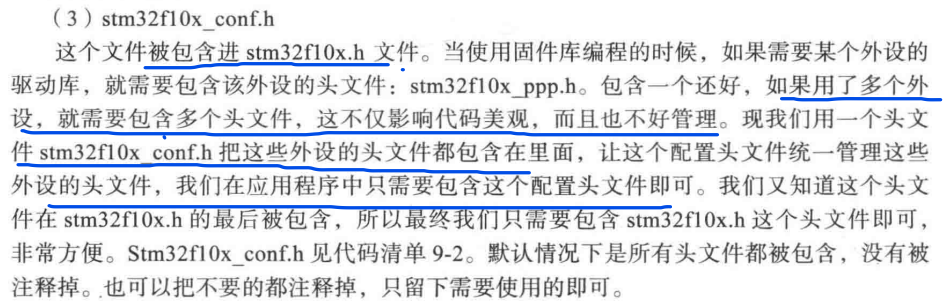 （3）stm32f10x_conf.h
这个文件被包含进 stm32f10x.h 文件。当使用固件库编程的时候，如果需要某个外设的
驱动库，就需要包含该外设的头文件：stm32f10x_ppp.h。包含一个还好，如果用了多个外
设，就需要包含多个头文件，这不仅影响代码美观，而且也不好管理。现我们用一个头文
件 stm32f10x_conf.h 把这些外设的头文件都包含在里面，让这个配置头文件统一管理这些
外设的头文件，我们在应用程序中只需要包含这个配置头文件即可。我们又知道这个头文
件在 stm32f10x.h 的最后被包含，所以最终我们只需要包含 stm32f10x.h 这个头文件即可，
非常方便。Stm32f10x_conf.h 见代码清单 9-2。默认情况下是所有头文件都被包含，没有被
注释掉。也可以把不要的都注释掉，只留下需要使用的即可。